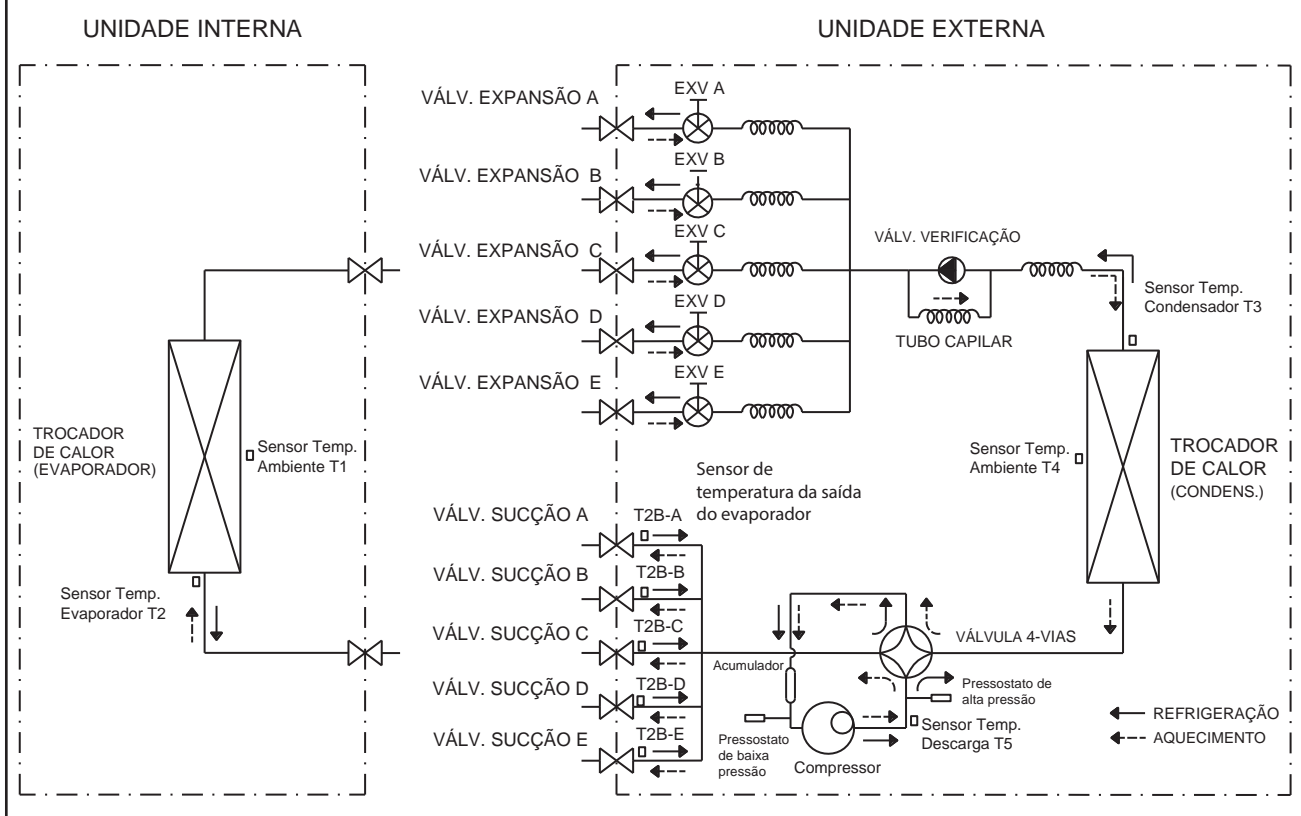 UNIDADE INTERNA
UNIDADE EXTERNA
VÁLV. EXPANSÃO A
EXV A
VÁLV. EXPANSÃO B
EXV B
VÁLV. EXPANSÃO C
EXV C
VÁLV. EXPANSÃO D
EXV D
VÁLV. EXPANSÃO E
EXV E
VÁLV. VERIFICAÇÃO
TUBO CAPILAR
Sensor Temp.
Condensador T3
TROCADOR
DE CALOR
(EVAPORADOR)
Sensor Temp.
Ambiente T1
Sensor Temp.
Evaporador T2
Sensor Temp.
Ambiente T4
TROCADOR
DE CALOR
(CONDENS.)
Sensor de
temperatura da saída
do evaporador
VÁLV. SUCÇÃO A
T2B-A
VÁLV. SUCÇÃO B
T2B-B
VÁLV. SUCÇÃO C
T2B-C
VÁLV. SUCÇÃO D
T2B-D
VÁLV. SUCÇÃO E
T2B-E
VÁLVULA 4-VIAS
Acumulador
Pressostato de
alta pressão
Sensor Temp.
Descarga T5
Pressostato
de baixa
pressão
Compressor
REFRIGERAÇÃO
AQUECIMENTO